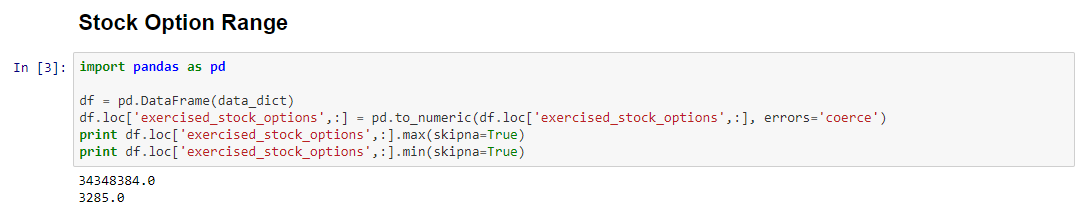 Stock Option Range
In [3]:
import pandas as pd
df = pd.DataFrame(data_dict)
df.loc['exercised_stock_options',:] = pd.to_numeric(df.loc['exercised_stock_options',:], errors='coerce')
print df.loc['exercised_stock_options',:].max(skipna=True)
print df.loc['exercised_stock_options',:].min(skipna=True)
34348384.0
3285.0